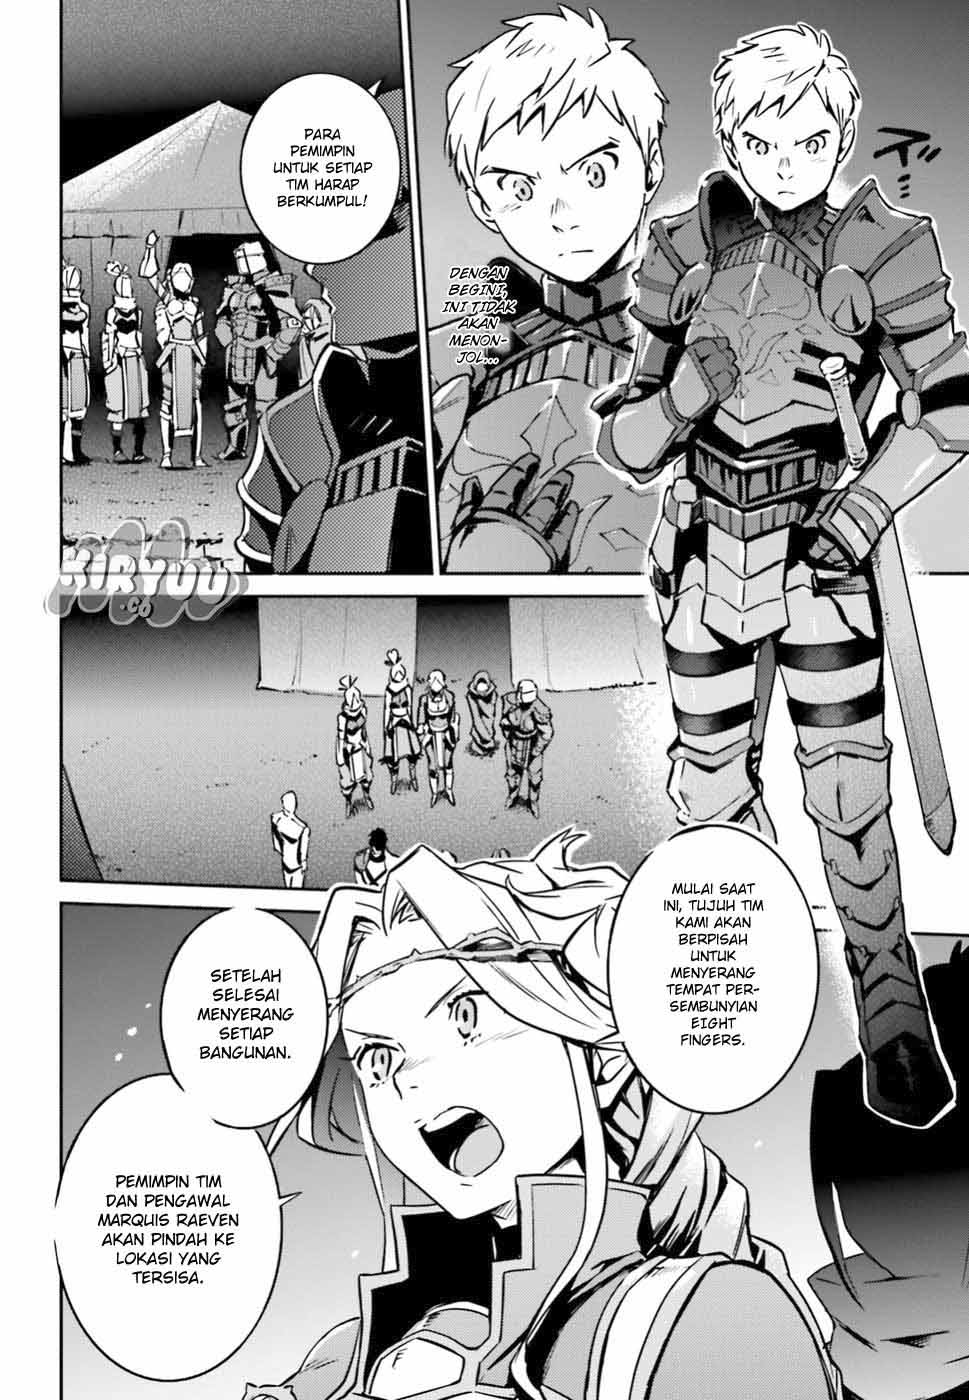 PARA
PEMIMPIN
UNTUK SETIAP
TIM HARAP
BERKUMPUL!
DENGAN
BEGINI,
INI TIDAK
AKAN
MENON-
JOL...
KIRYUU
.CO
MULAI SAAT
INI, TUJUH TIM
KAMI AKAN
BERPISAH
UNTUK
MENYERANG
TEMPAT PER-
SEMBUNYIAN
EIGHT
FINGERS.
SETELAH
SELESAI
MENYERANG
SETIAP
BANGUNAN.
PEMIMPIN TIM
DAN PENGAWAL
MARQUIS RAEVEN
AKAN PINDAH KE
LOKASI YANG
TERSISA.